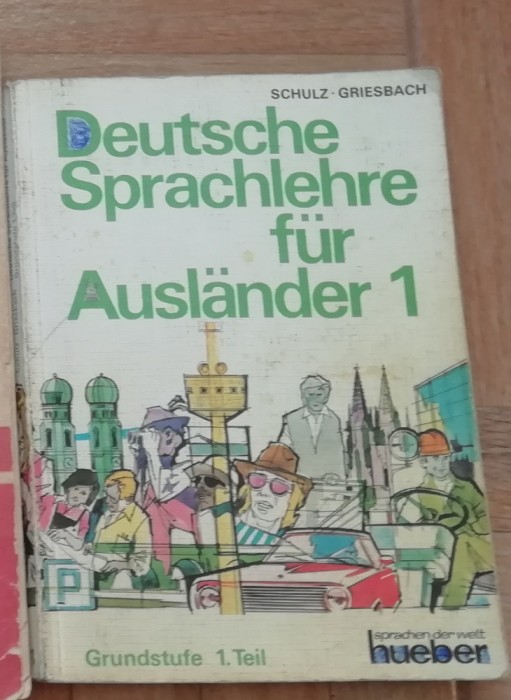 SCHULZ · GRIESBACH
Deutsche
Sprachlehre
für
Ausländer 1
P
Grundstufe 1. Teil
sprachen der welt
hueber